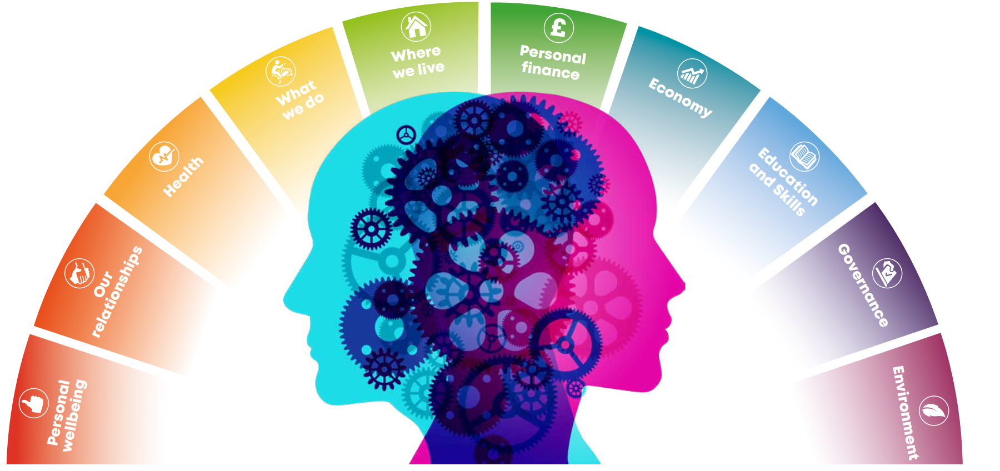 Personal
wellbeing
Our
relationships
Health
What
we do
Where
we live
£
Personal
finance
Economy
Education
and Skills
Governance
Environment